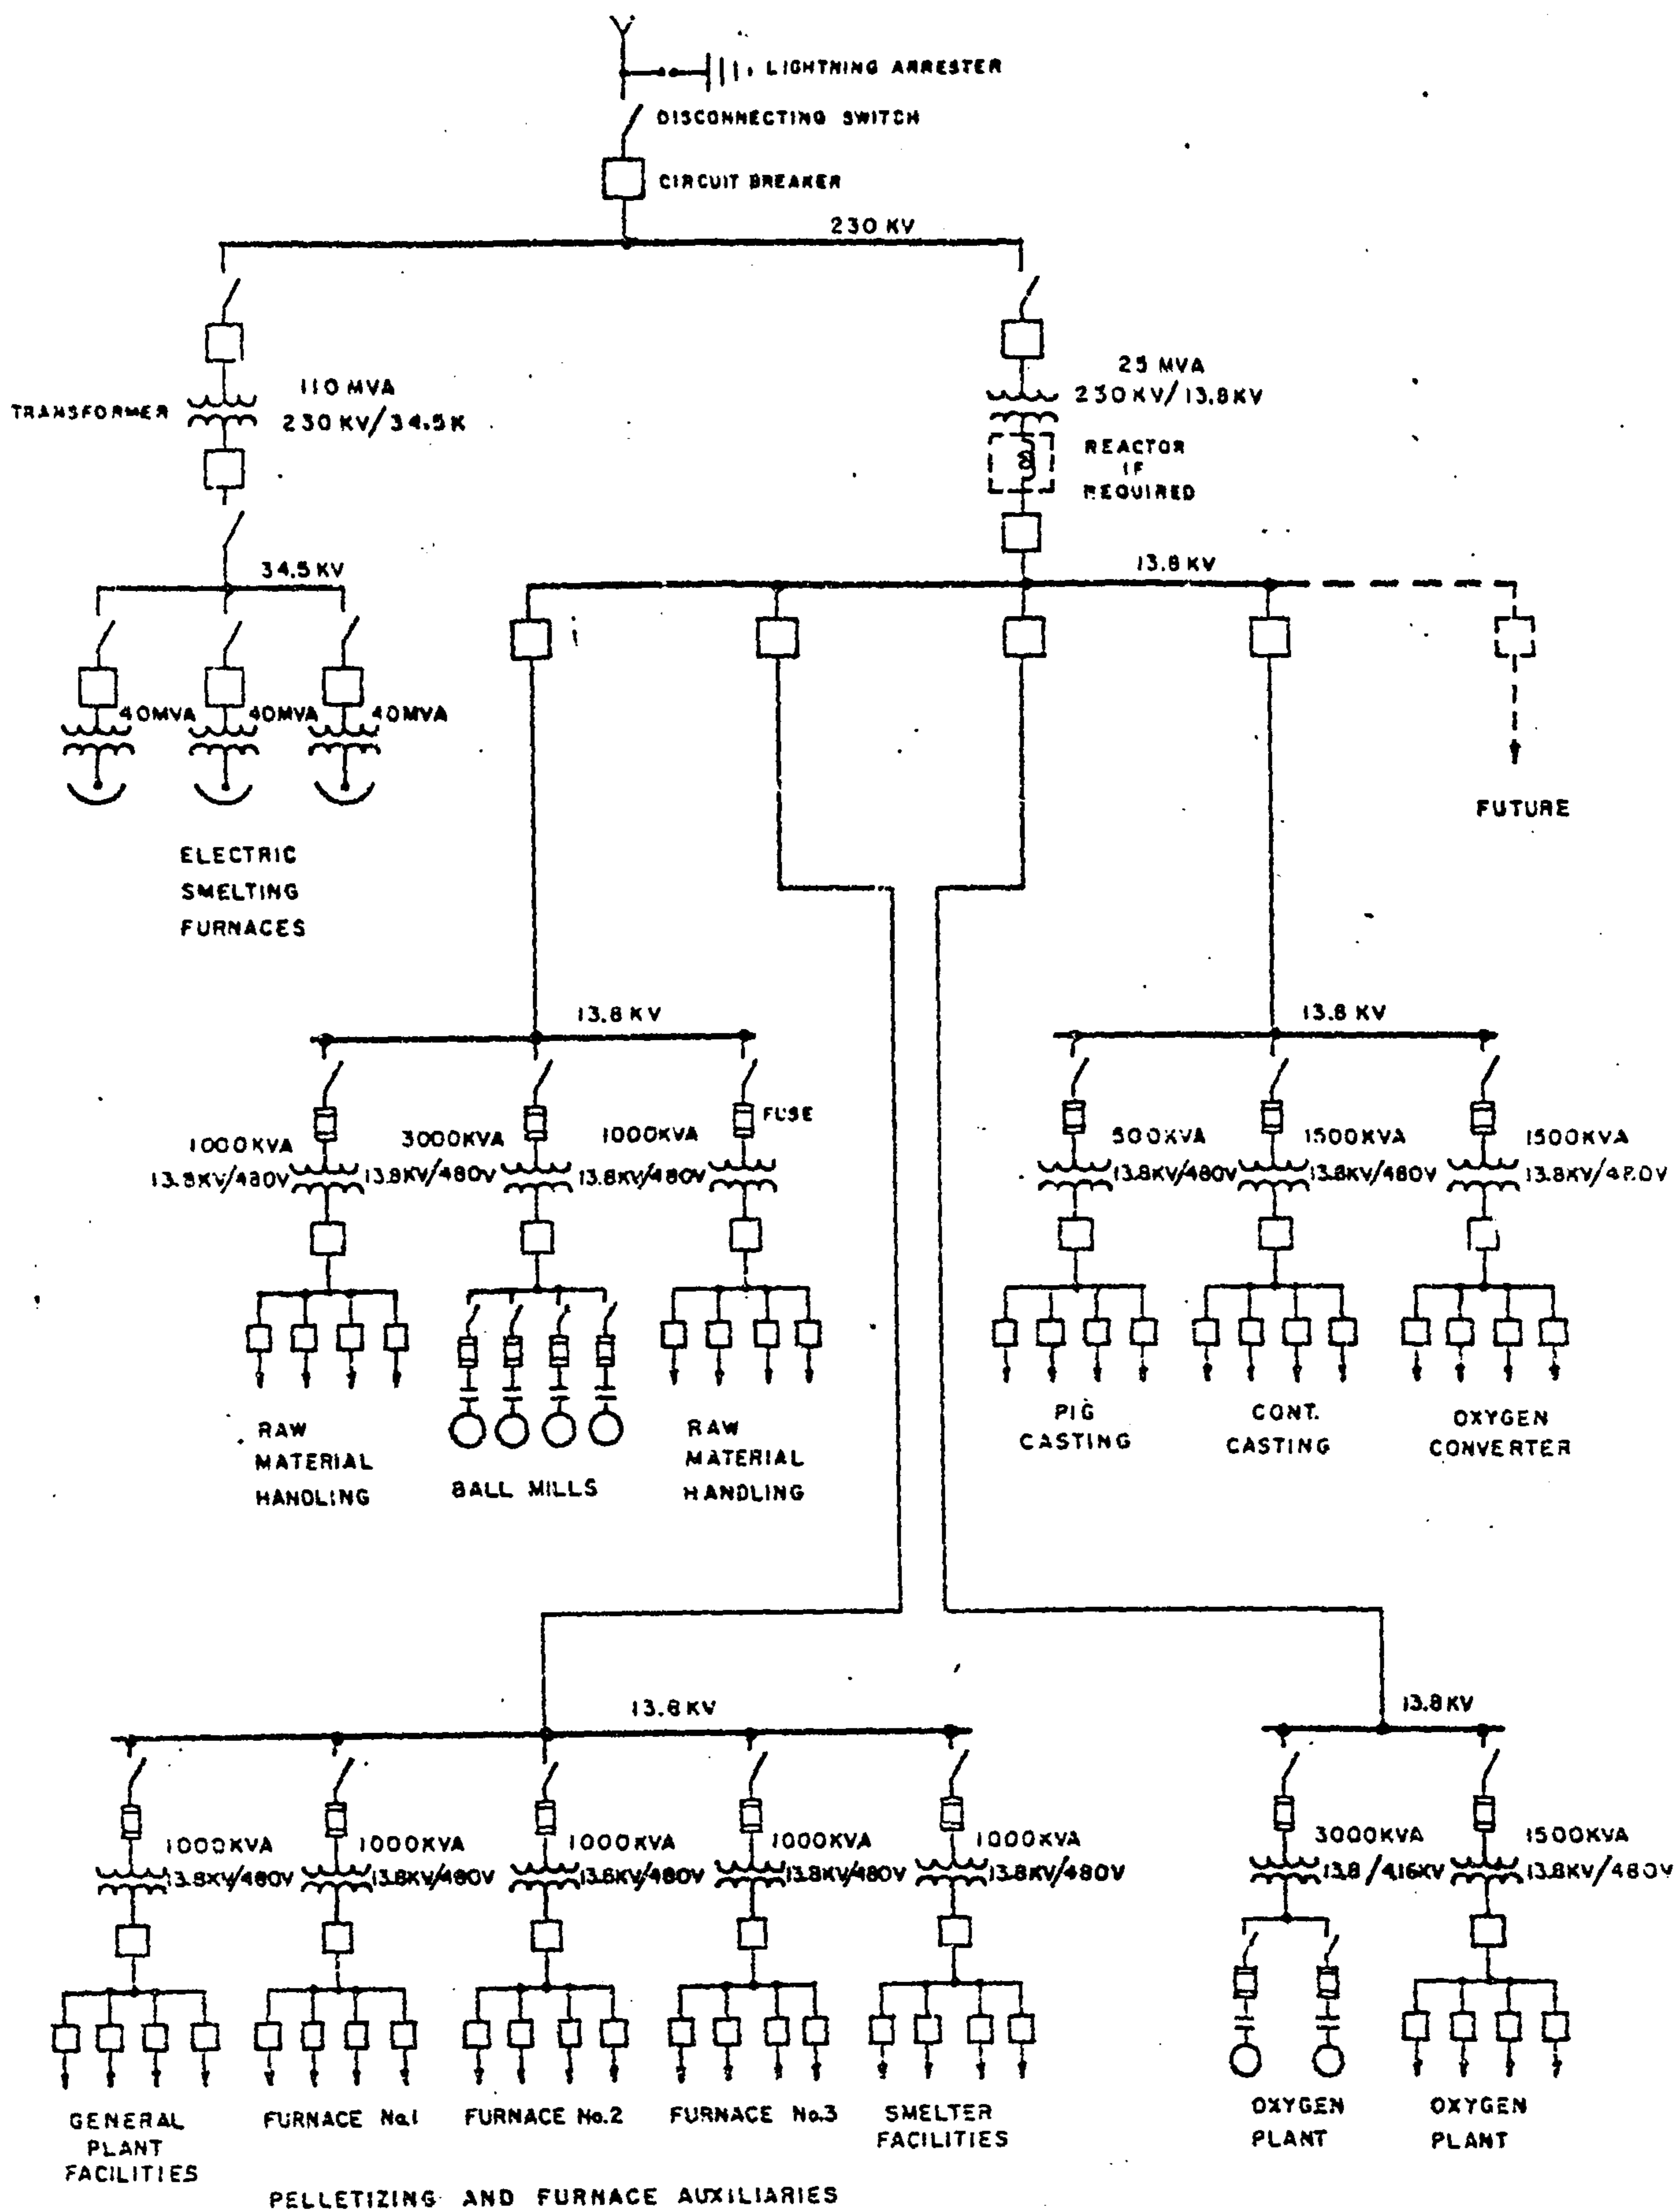 LIGHTNING ARRESTER
DISCONNECTING SWITCH
CIRCUIT BREAKER
230 KV
TRANSFORMER
110 MVA
230 KV/34.5K
25 MVA
230KV/13.8KV
REACTOR
IF
REQUIRED
34.5 KV
13.8 KV
40MVA
40MVA
40MVA
ELECTRIC
SMELTING
FURNACES
FUTURE
13.8 KV
1000KVA
13.8KV/480V
3000KVA
13.8KV/480V
1000KVA
13.8KV/480V
FUSE
RAW
MATERIAL
HANDLING
BALL MILLS
RAW
MATERIAL
HANDLING
13.8 KV
500KVA
13.8KV/480V
1500KVA
13.8KV/480V
1500KVA
13.8KV/480V
PIG
CASTING
CONT.
CASTING
OXYGEN
CONVERTER
13.8 KV
1000KVA
13.8KV/480V
1000KVA
13.8KV/480V
1000KVA
13.8KV/480V
1000KVA
13.8KV/480V
1000KVA
13.8KV/480V
GENERAL
PLANT
FACILITIES
FURNACE No.1
FURNACE No.2
FURNACE No.3
SMELTER
FACILITIES
PELLETIZING AND FURNACE AUXILIARIES
13.8 KV
3000KVA
13.8/4.16KV
1500KVA
13.8KV/480V
OXYGEN
PLANT
OXYGEN
PLANT